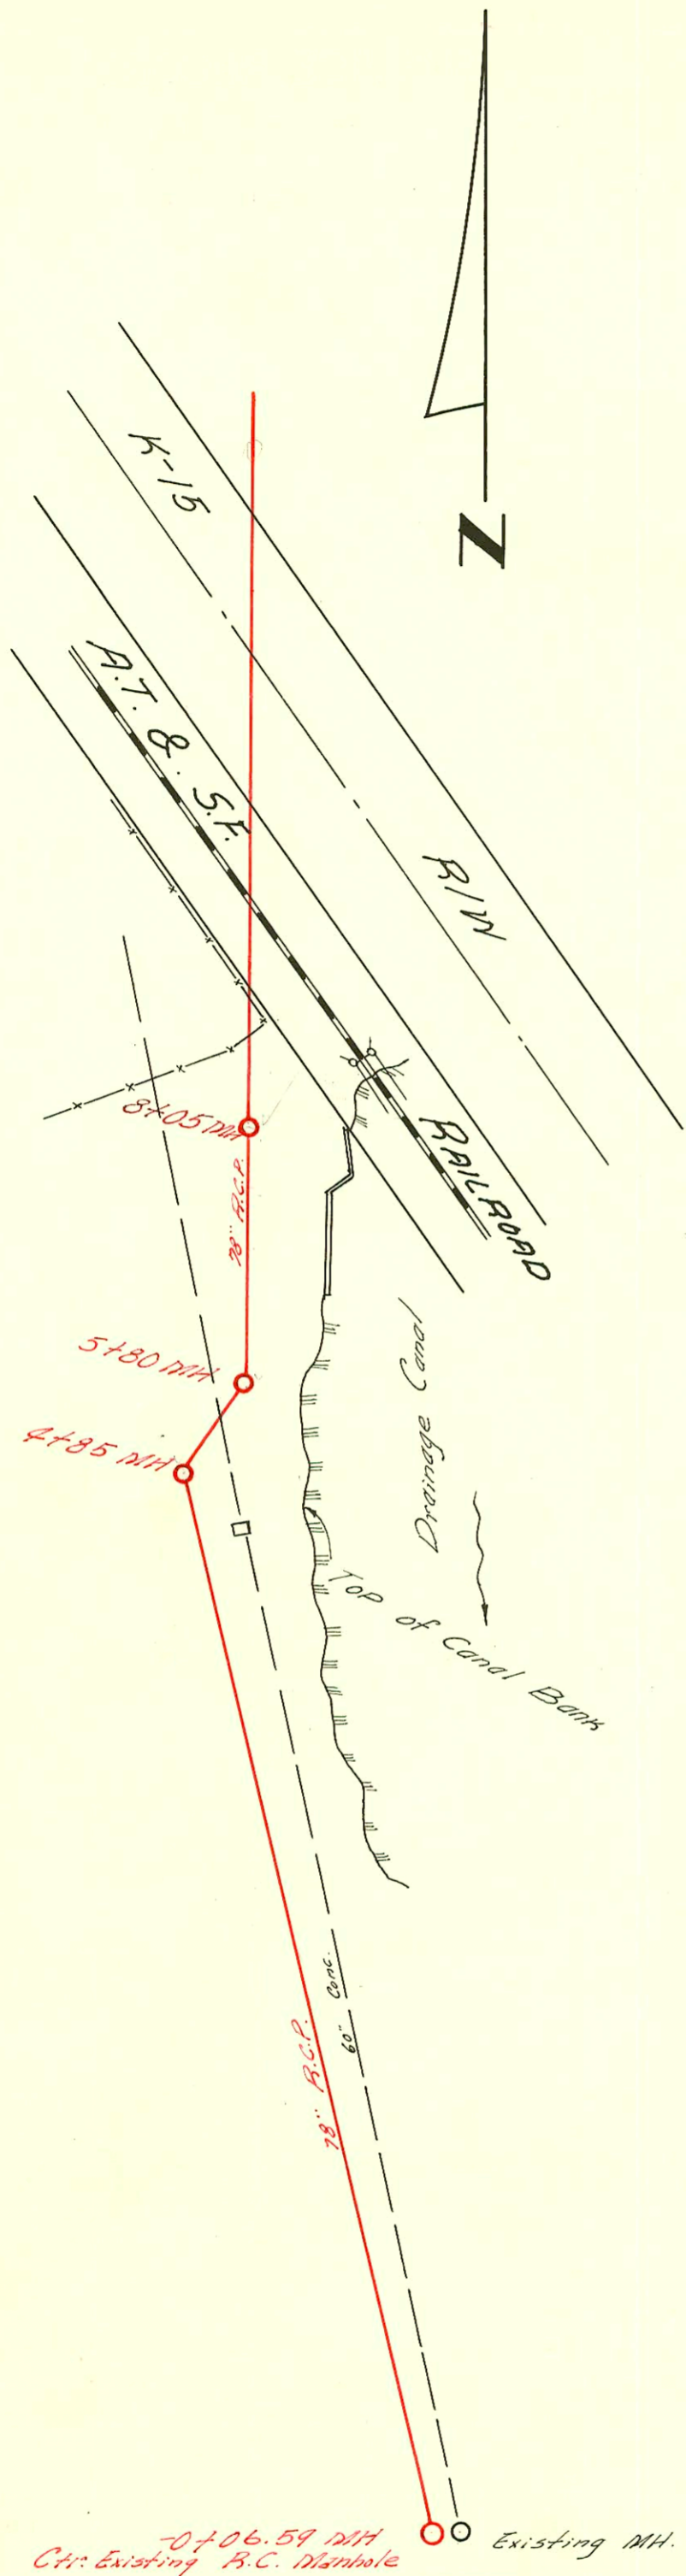 K-15
N
A.T. & S.F.
R/W
8+05 MH
RAILROAD
78" R.C.P.
5+80 MH
Drainage Canal
4+85 MH
Top of Canal Bank
60" Conc.
78" R.C.P.
-0+06.59 MH
Ctr. Existing R.C. Manhole
Existing MH.